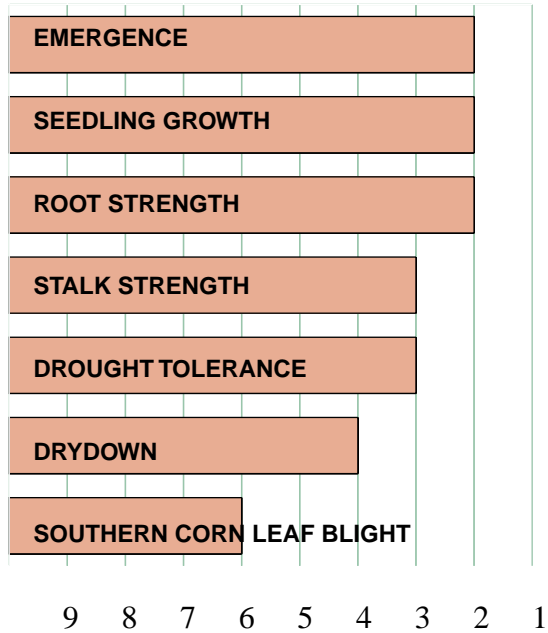 EMERGENCE
SEEDLING GROWTH
ROOT STRENGTH
STALK STRENGTH
DROUGHT TOLERANCE
DRYDOWN
SOUTHERN CORN LEAF BLIGHT
9 8 7 6 5 4 3 2 1